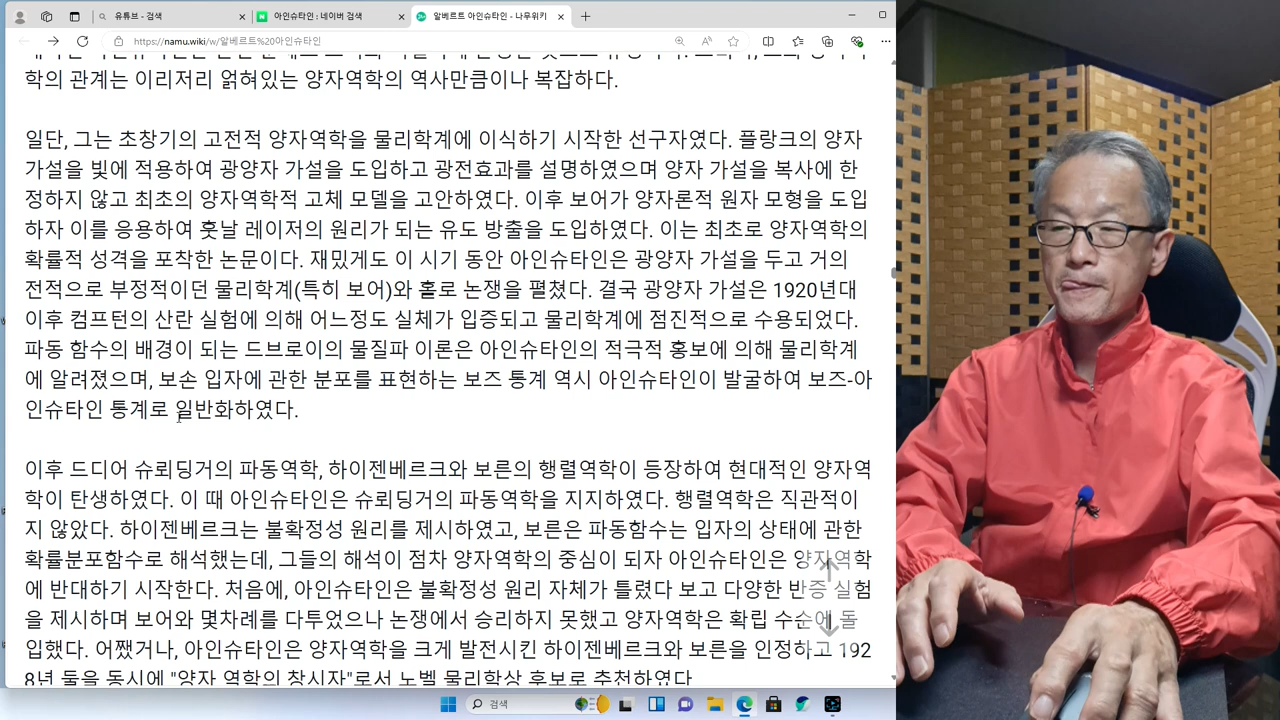 유튜브 - 검색
아인슈타인 : 네이버 검색
알베르트 아인슈타인 - 나무위키
https://namu.wiki/w/알베르트%20아인슈타인
학의 관계는 이리저리 얽혀있는 양자역학의 역사만큼이나 복잡하다.
일단, 그는 초창기의 고전적 양자역학을 물리학계에 이식하기 시작한 선구자였다. 플랑크의 양자
가설을 빛에 적용하여 광양자 가설을 도입하고 광전효과를 설명하였으며 양자 가설을 복사에 한
정하지 않고 최초의 양자역학적 고체 모델을 고안하였다. 이후 보어가 양자론적 원자 모형을 도입
하자 이를 응용하여 훗날 레이저의 원리가 되는 유도 방출을 도입하였다. 이는 최초로 양자역학의
확률적 성격을 포착한 논문이다. 재밌게도 이 시기 동안 아인슈타인은 광양자 가설을 두고 거의
전적으로 부정적이던 물리학계(특히 보어)와 홀로 논쟁을 펼쳤다. 결국 광양자 가설은 1920년대
이후 컴프턴의 산란 실험에 의해 어느정도 실체가 입증되고 물리학계에 점진적으로 수용되었다.
파동 함수의 배경이 되는 드브로이의 물질파 이론은 아인슈타인의 적극적 홍보에 의해 물리학계
에 알려졌으며, 보손 입자에 관한 분포를 표현하는 보즈 통계 역시 아인슈타인이 발굴하여 보즈-아
인슈타인 통계로 일반화하였다.
이후 드디어 슈뢰딩거의 파동역학, 하이젠베르크와 보른의 행렬역학이 등장하여 현대적인 양자역
학이 탄생하였다. 이 때 아인슈타인은 슈뢰딩거의 파동역학을 지지하였다. 행렬역학은 직관적이
지 않았다. 하이젠베르크는 불확정성 원리를 제시하였고, 보른은 파동함수는 입자의 상태에 관한
확률분포함수로 해석했는데, 그들의 해석이 점차 양자역학의 중심이 되자 아인슈타인은 양자역학
에 반대하기 시작한다. 처음에, 아인슈타인은 불확정성 원리 자체가 틀렸다 보고 다양한 반증 실험
을 제시하며 보어와 몇차례를 다투었으나 논쟁에서 승리하지 못했고 양자역학은 확립 수순에 돌
입했다. 어쨌거나, 아인슈타인은 양자역학을 크게 발전시킨 하이젠베르크와 보른을 인정하고 192
8년 둘을 동시에 "양자 역학의 창시자"로서 노벨 물리학상 후보로 추천하였다
검색